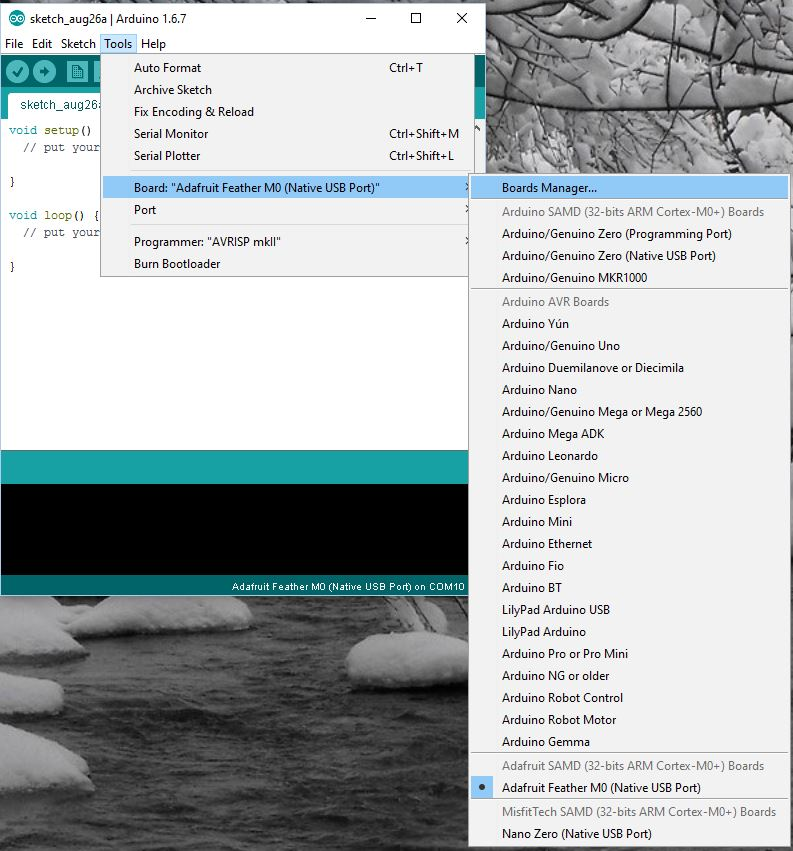 sketch_aug26a | Arduino 1.6.7
File Edit Sketch Tools Help
sketch_aug26a
void setup()
// put your
}
void loop() {
// put your
}
Auto Format Ctrl+T
Archive Sketch
Fix Encoding & Reload
Serial Monitor Ctrl+Shift+M
Serial Plotter Ctrl+Shift+L
Board: "Adafruit Feather M0 (Native USB Port)"
Port
Programmer: "AVRISP mkII"
Burn Bootloader
Boards Manager...
Arduino SAMD (32-bits ARM Cortex-M0+) Boards
Arduino/Genuino Zero (Programming Port)
Arduino/Genuino Zero (Native USB Port)
Arduino/Genuino MKR1000
Arduino AVR Boards
Arduino Yún
Arduino/Genuino Uno
Arduino Duemilanove or Diecimila
Arduino Nano
Arduino/Genuino Mega or Mega 2560
Arduino Mega ADK
Arduino Leonardo
Arduino/Genuino Micro
Arduino Esplora
Arduino Mini
Arduino Ethernet
Arduino Fio
Arduino BT
LilyPad Arduino USB
LilyPad Arduino
Arduino Pro or Pro Mini
Arduino NG or older
Arduino Robot Control
Arduino Robot Motor
Arduino Gemma
Adafruit SAMD (32-bits ARM Cortex-M0+) Boards
Adafruit Feather M0 (Native USB Port)
MisfitTech SAMD (32-bits ARM Cortex-M0+) Boards
Nano Zero (Native USB Port)
Adafruit Feather M0 (Native USB Port) on COM10